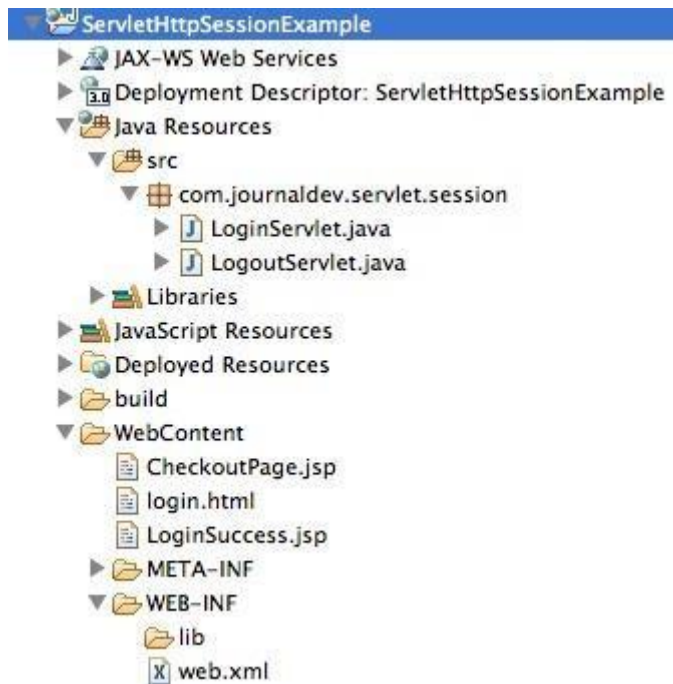 ServletHttpSessionExample
JAX-WS Web Services
3.0 Deployment Descriptor: ServletHttpSessionExample
Java Resources
src
com.journaldev.servlet.session
J LoginServlet.java
J LogoutServlet.java
Libraries
JavaScript Resources
Deployed Resources
build
WebContent
CheckoutPage.jsp
login.html
LoginSuccess.jsp
META-INF
WEB-INF
lib
X web.xml